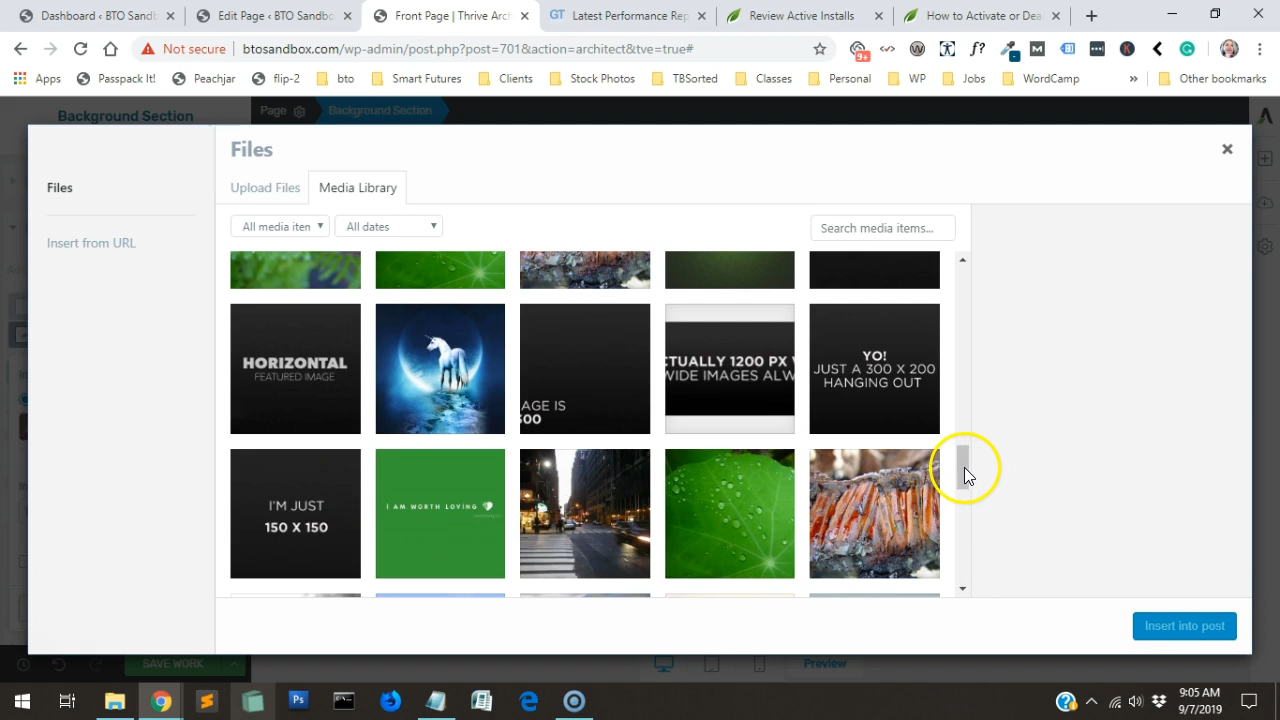 Dashboard ‹ BTO Sandbo
Edit Page ‹ BTO Sandbo
Front Page | Thrive Arc
Latest Performance Rep
Review Active Installs
How to Activate or Dea
Not secure
btosandbox.com/wp-admin/post.php?post=701&action=architect&tve=true#
9+
Apps
Passpack It!
Peachjar
flip-2
bto
Smart Futures
Clients
Stock Photos
TBSorted
Classes
Personal
WP
Jobs
WordCamp
Other bookmarks
Background Section
Page
Background Section
Files
Files
Upload Files
Media Library
All media item
All dates
Search media items...
Insert from URL
HORIZONTAL
FEATURED IMAGE
AGE IS
500
CTUALLY 1200 PX
WIDE IMAGES ALW
YO!
JUST A 300 X 200
HANGING OUT
I'M JUST
150 X 150
I AM WORTH LOVING
Insert into post
SAVE WORK
Preview
9:05 AM
9/7/2019